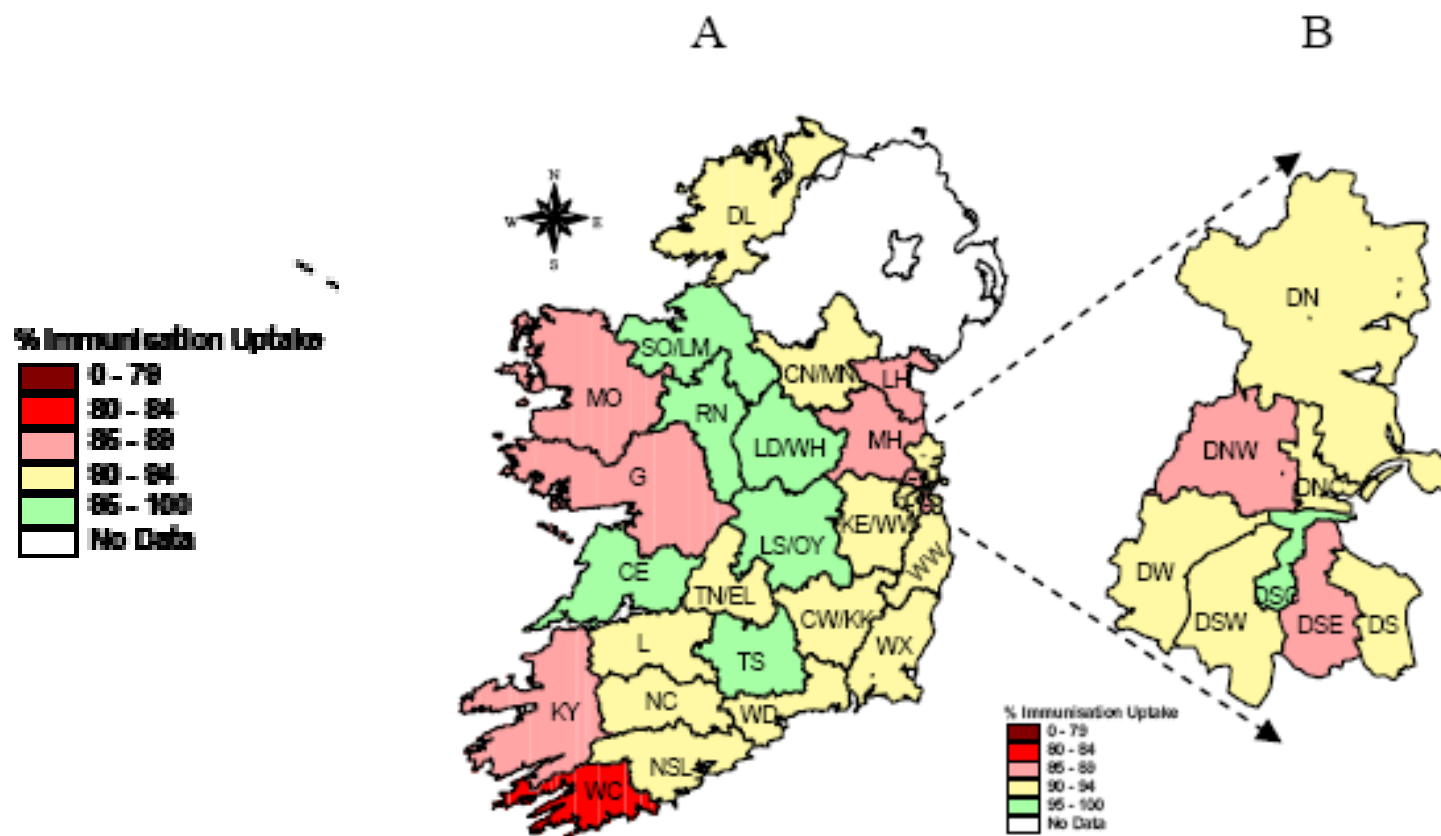 A
B
N
W
E
S
% Immunisation Uptake
0 - 79
80 - 84
85 - 89
90 - 94
95 - 100
No Data
DL
SO/LM
CN/MN
LH
MO
RN
LD/WH
MH
G
KE/WW
LS/OY
WW
CE
TN/EL
CW/KK
WX
L
TS
KY
NC
WD
NSL
WC
DN
DNW
DNC
DW
DSW
DSC
DSE
DS
% Immunisation Uptake
0 - 79
80 - 84
85 - 89
90 - 94
95 - 100
No Data